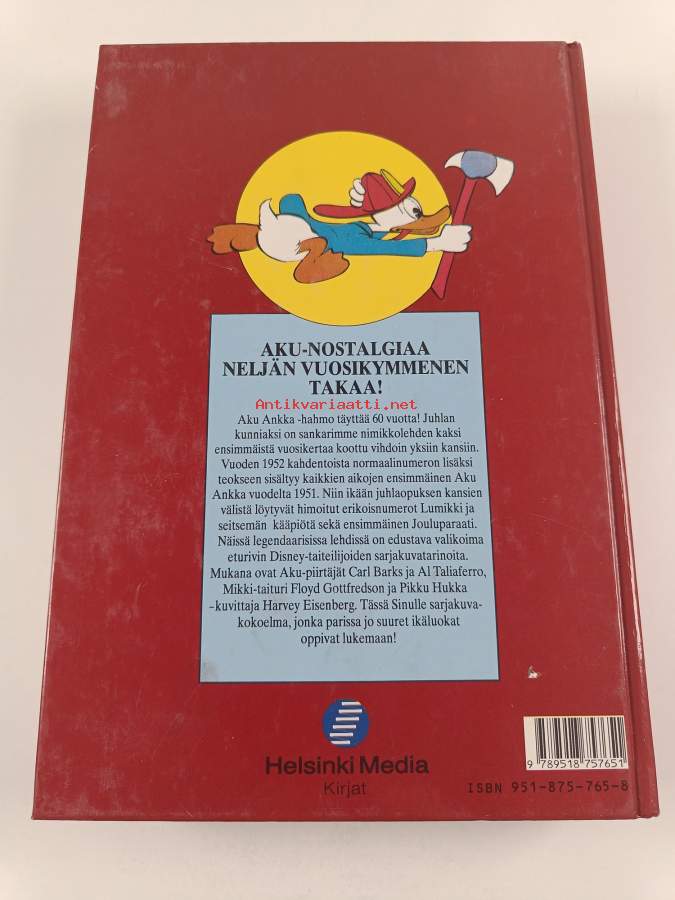 AKU-NOSTALGIAA
NELJÄN VUOSIKYMMENEN
TAKAA!
Antikvariaatti.net
Aku Ankka -hahmo täyttää 60 vuotta! Juhlan
kunniaksi on sankarimme nimikkolehden kaksi
ensimmäistä vuosikertaa koottu vihdoin yksiin kansiin.
Vuoden 1952 kahdentoista normaalinumeron lisäksi
teokseen sisältyy kaikkien aikojen ensimmäinen Aku
Ankka vuodelta 1951. Niin ikään juhlaopuksen kansien
välistä löytyvät himoitut erikoisnumerot Lumikki ja
seitsemän kääpiötä sekä ensimmäinen Jouluparaati.
Näissä legendaarisissa lehdissä on edustava valikoima
eturivin Disney-taiteilijoiden sarjakuvatarinoita.
Mukana ovat Aku-piirtäjät Carl Barks ja Al Taliaferro,
Mikki-taituri Floyd Gottfredson ja Pikku Hukka
-kuvittaja Harvey Eisenberg. Tässä Sinulle sarjakuva-
kokoelma, jonka parissa jo suuret ikäluokat
oppivat lukemaan!
Helsinki Media
Kirjat
9 789518 757651
ISBN 951-875-765-8